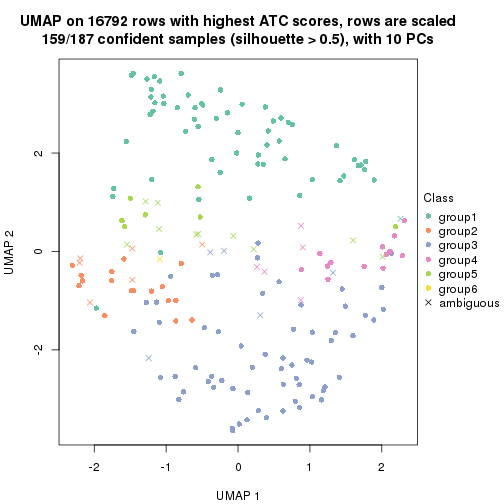 UMAP on 16792 rows with highest ATC scores, rows are scaled
159/187 confident samples (silhouette > 0.5), with 10 PCs
UMAP 2
2
0
-2
-2
-1
0
1
2
UMAP 1
Class
group1
group2
group3
group4
group5
group6
ambiguous